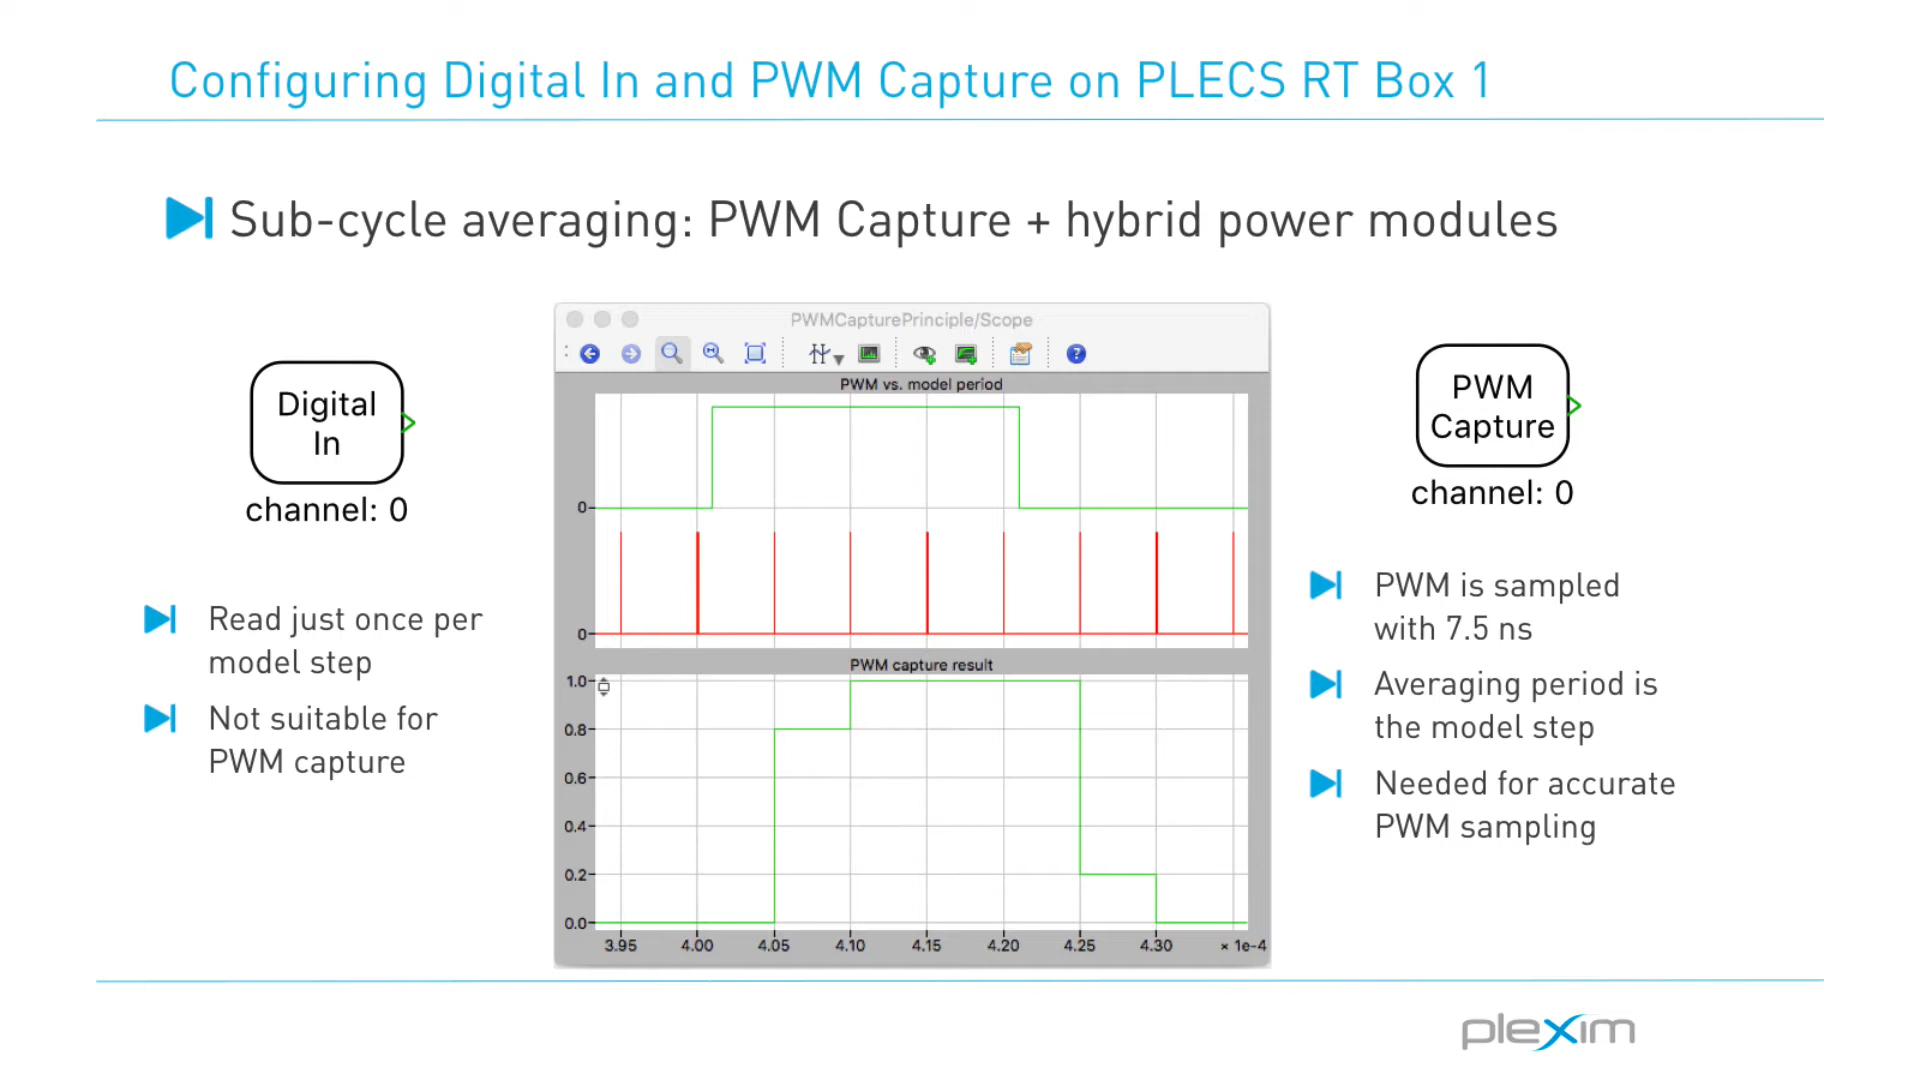 Configuring Digital In and PWM Capture on PLECS RT Box 1
Sub-cycle averaging: PWM Capture + hybrid power modules
Digital
In
channel: 0
Read just once per
model step
Not suitable for
PWM capture
PWMCapturePrinciple/Scope
PWM vs. model period
0
0
PWM capture result
1.0
0.8
0.6
0.4
0.2
0.0
3.95 4.00 4.05 4.10 4.15 4.20 4.25 4.30 × 1e-4
PWM
Capture
channel: 0
PWM is sampled
with 7.5 ns
Averaging period is
the model step
Needed for accurate
PWM sampling
plexim